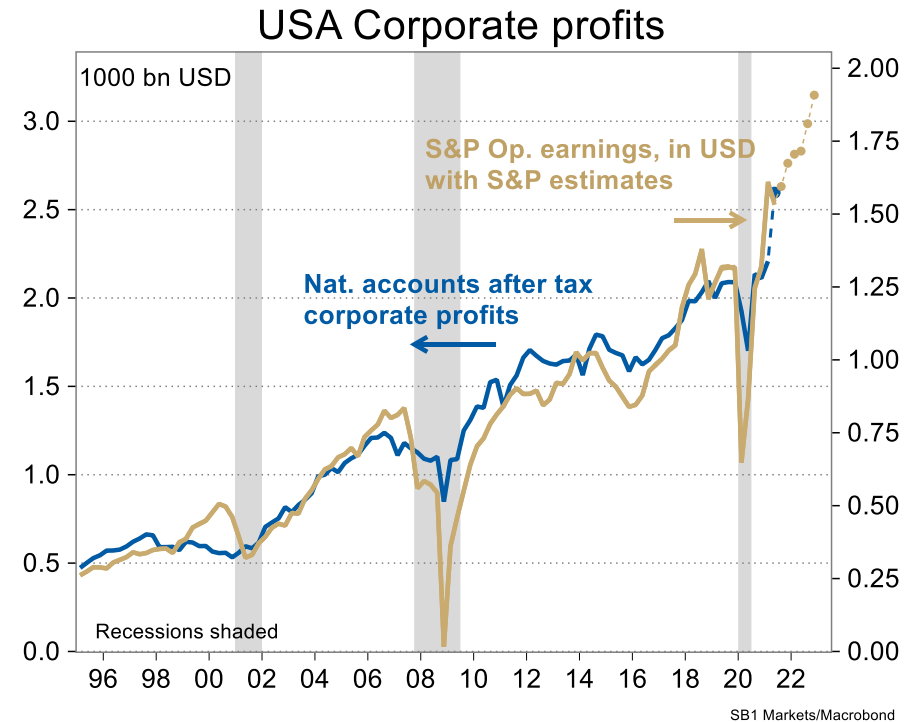 USA Corporate profits
1000 bn USD
2.00
3.0
1.75
S&P Op. earnings, in USD
with S&P estimates
2.5
1.50
Nat. accounts after tax
corporate profits
2.0
1.25
1.5
1.00
0.75
1.0
0.50
0.5
0.25
Recessions shaded
0.0
0.00
96 98 00 02 04 06 08 10 12 14 16 18 20 22
SB1 Markets/Macrobond